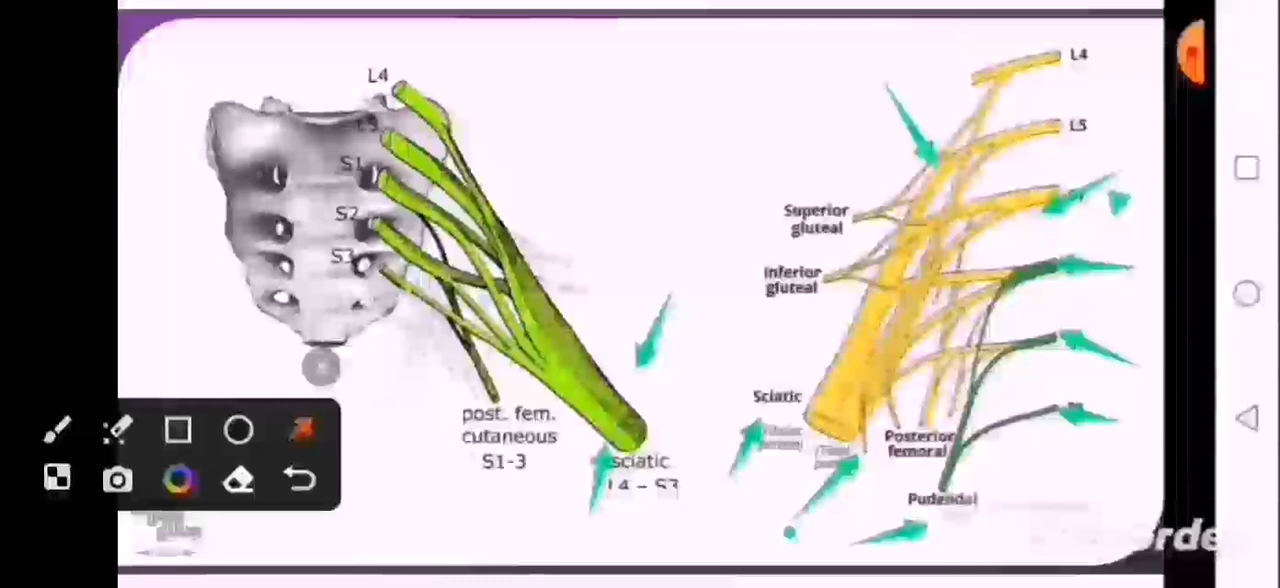 L4
S1
S2
S3
post. fem.
cutaneous
S1-3
sciatic
L4 – S3
L4
L5
Superior
gluteal
Inferior
gluteal
Sciatic
Posterior
femoral
Pudendal